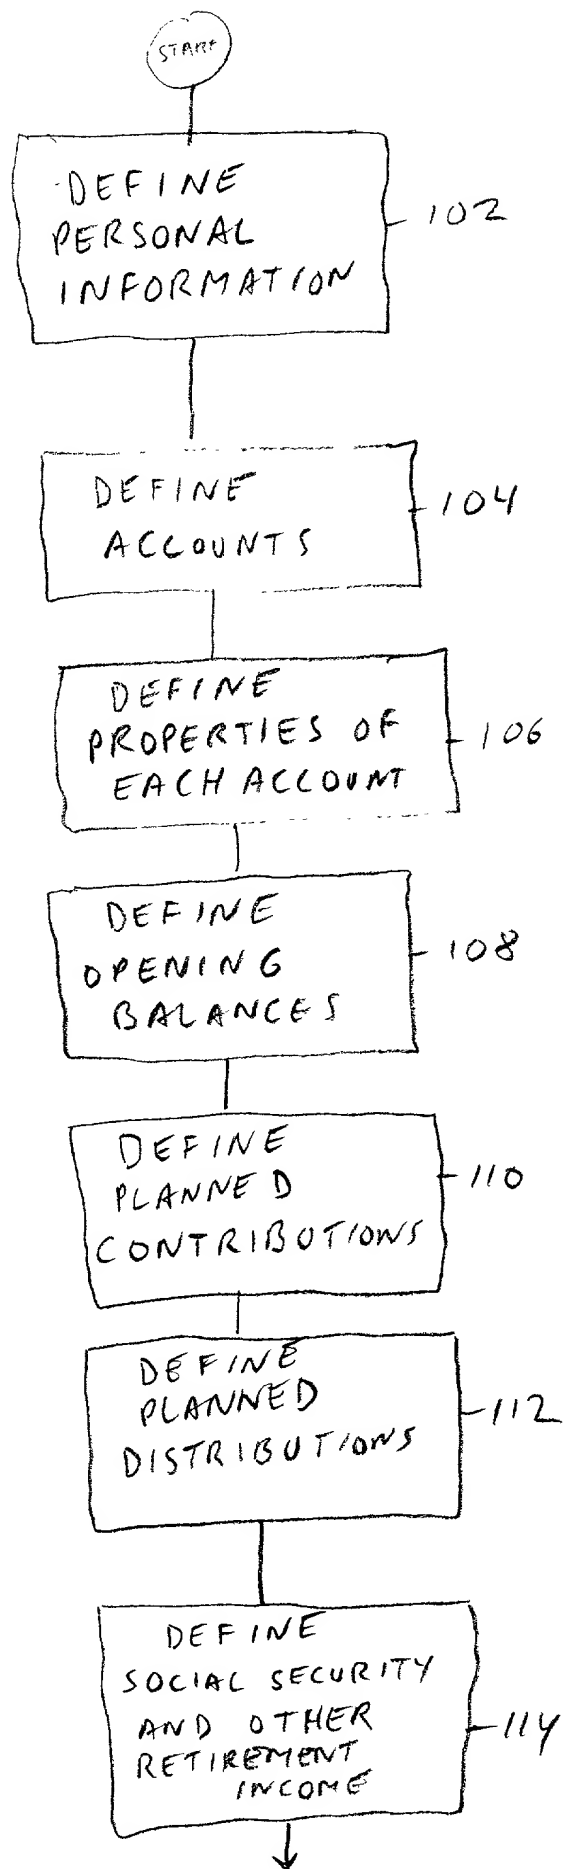 START
DEFINE
PERSONAL
INFORMATION
102
DEFINE
ACCOUNTS
104
DEFINE
PROPERTIES OF
EACH ACCOUNT
106
DEFINE
OPENING
BALANCES
108
DEFINE
PLANNED
CONTRIBUTIONS
110
DEFINE
PLANNED
DISTRIBUTIONS
112
DEFINE
SOCIAL SECURITY
AND OTHER
RETIREMENT
INCOME
114